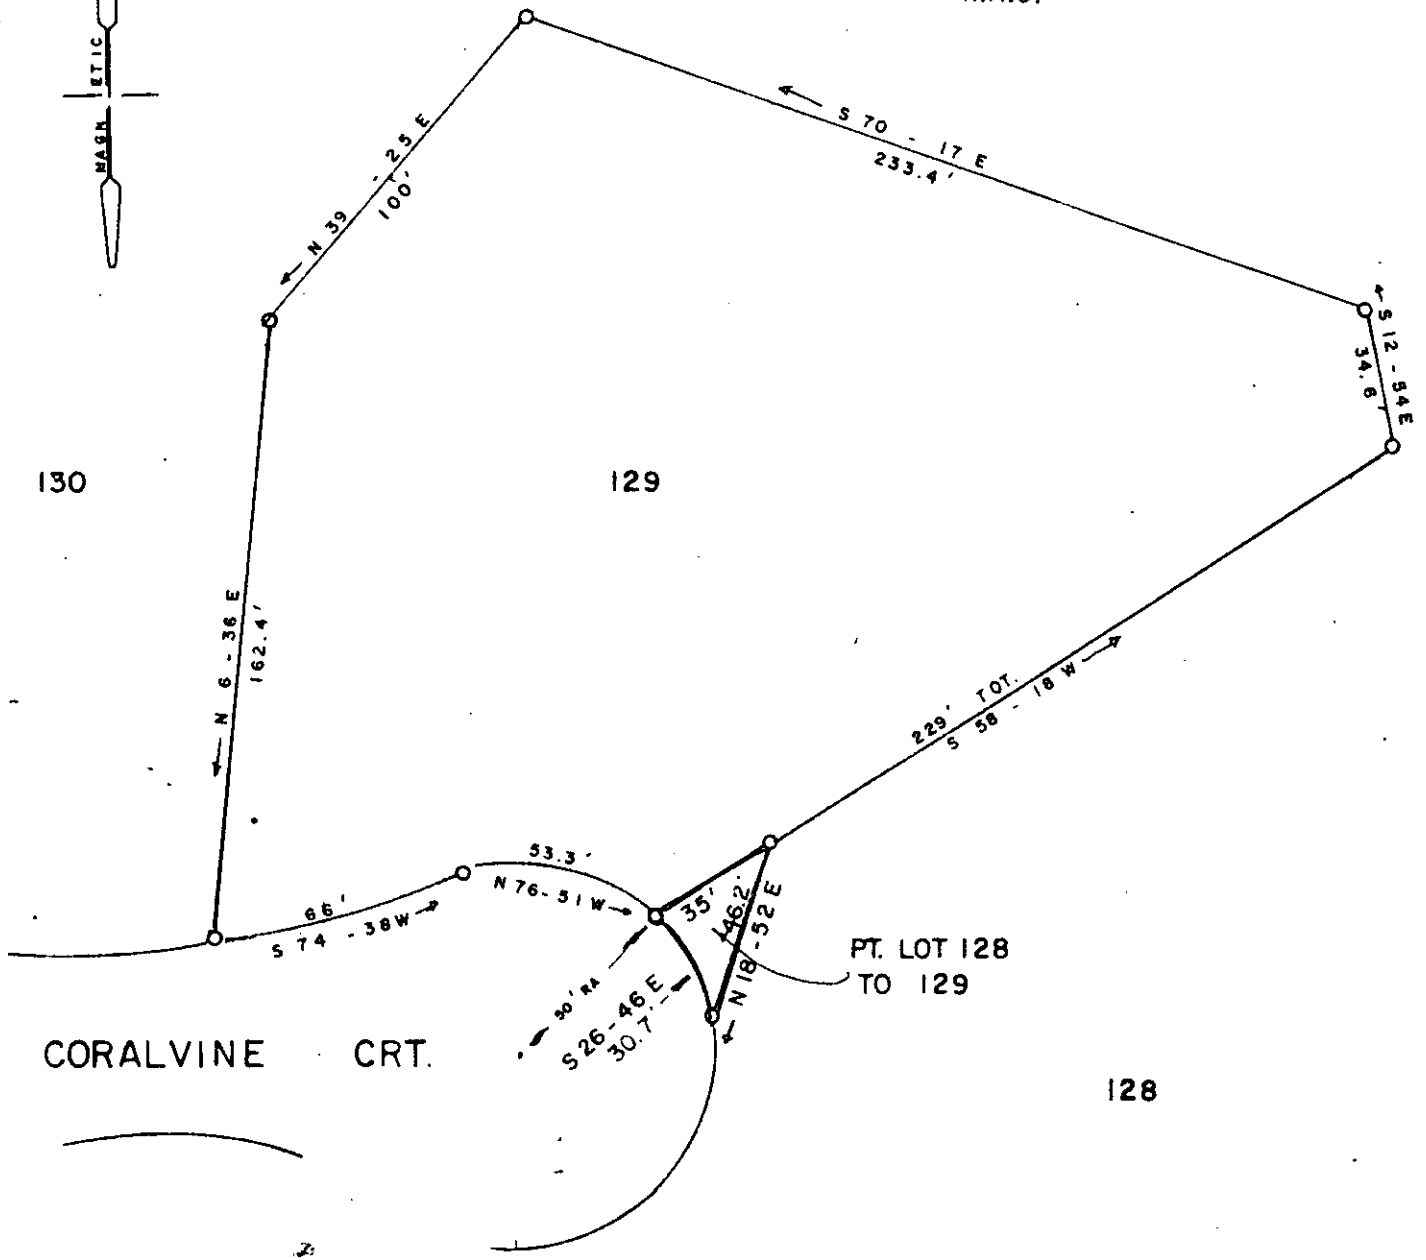 MAGN ETIC
S 70 - 17 E
233.4'
N 39 - 25 E
100'
S 12 - 54 E
34.6'
130
129
N 6 - 36 E
162.4'
229' TOT.
S 58 - 18 W
53.3'
N 76 - 51 W
66'
S 74 - 38 W
35'
46.2'
N 18 - 52 E
PT. LOT 128
TO 129
50' RA
S 26 - 46 E
30.7'
CORALVINE CRT.
128